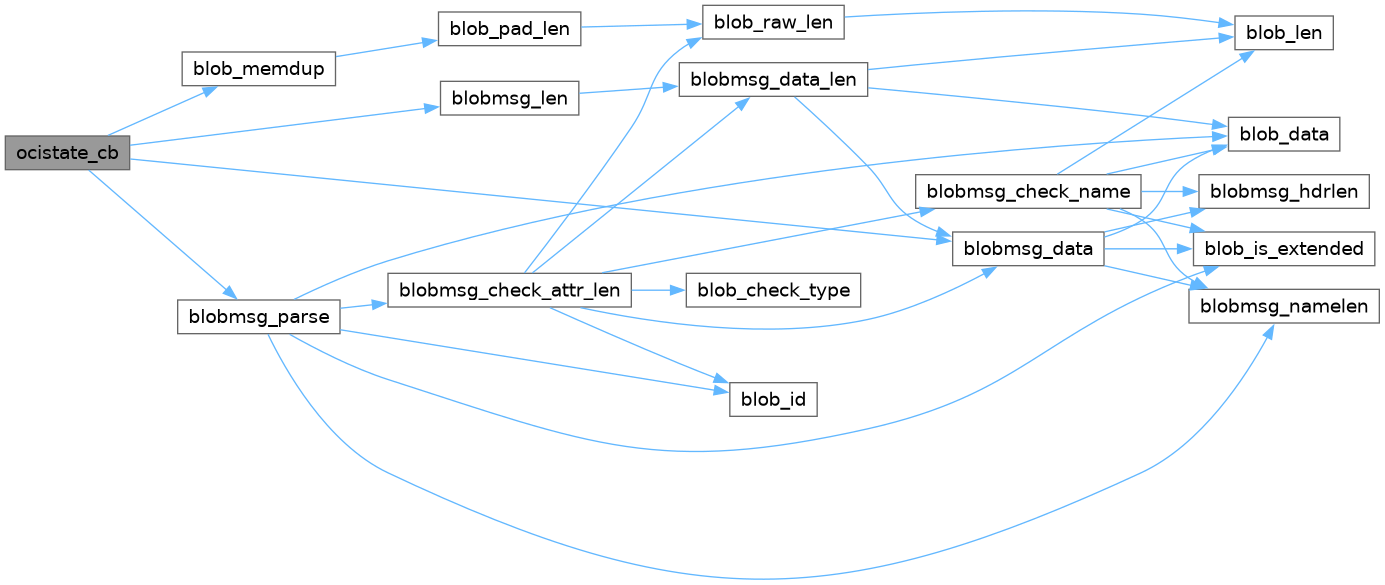 ocistate_cb
blob_memdup
blob_pad_len
blob_raw_len
blob_len
blobmsg_len
blobmsg_data_len
blob_data
blobmsg_check_name
blobmsg_hdrlen
blobmsg_data
blob_is_extended
blobmsg_parse
blobmsg_check_attr_len
blob_check_type
blobmsg_namelen
blob_id